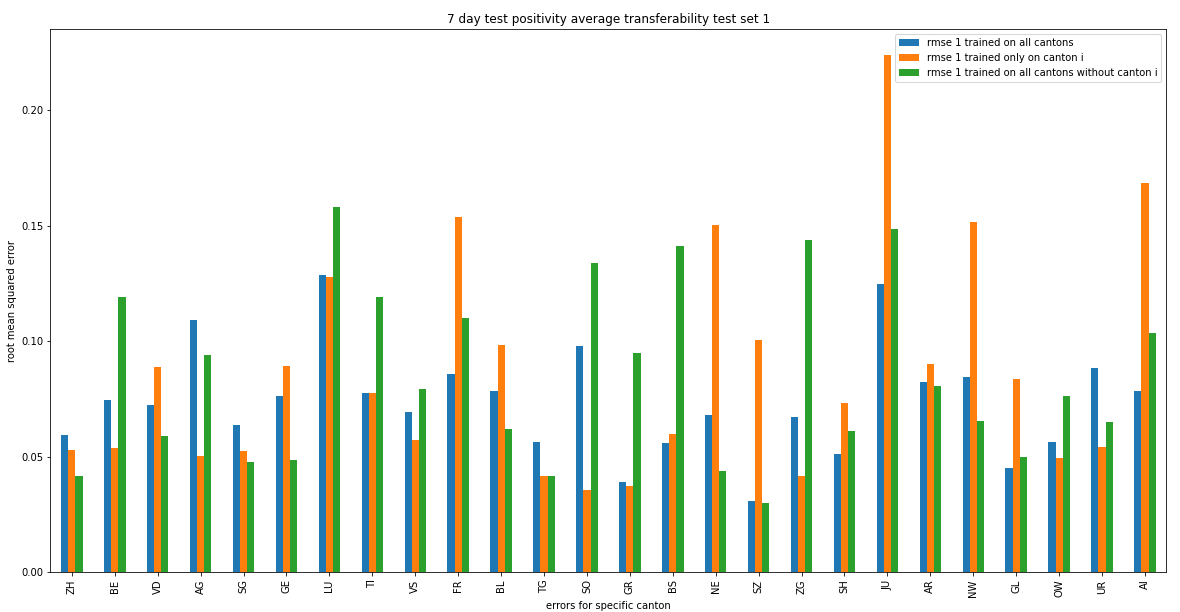 7 day test positivity average transferability test set 1
rmse 1 trained on all cantons
rmse 1 trained only on canton i
rmse 1 trained on all cantons without canton i
root mean squared error
0.20
0.15
0.10
0.05
0.00
ZH BE VD AG SG GE LU TI VS FR BL TG SO GR BS NE SZ ZG SH JU AR NW GL OW UR AI
errors for specific canton